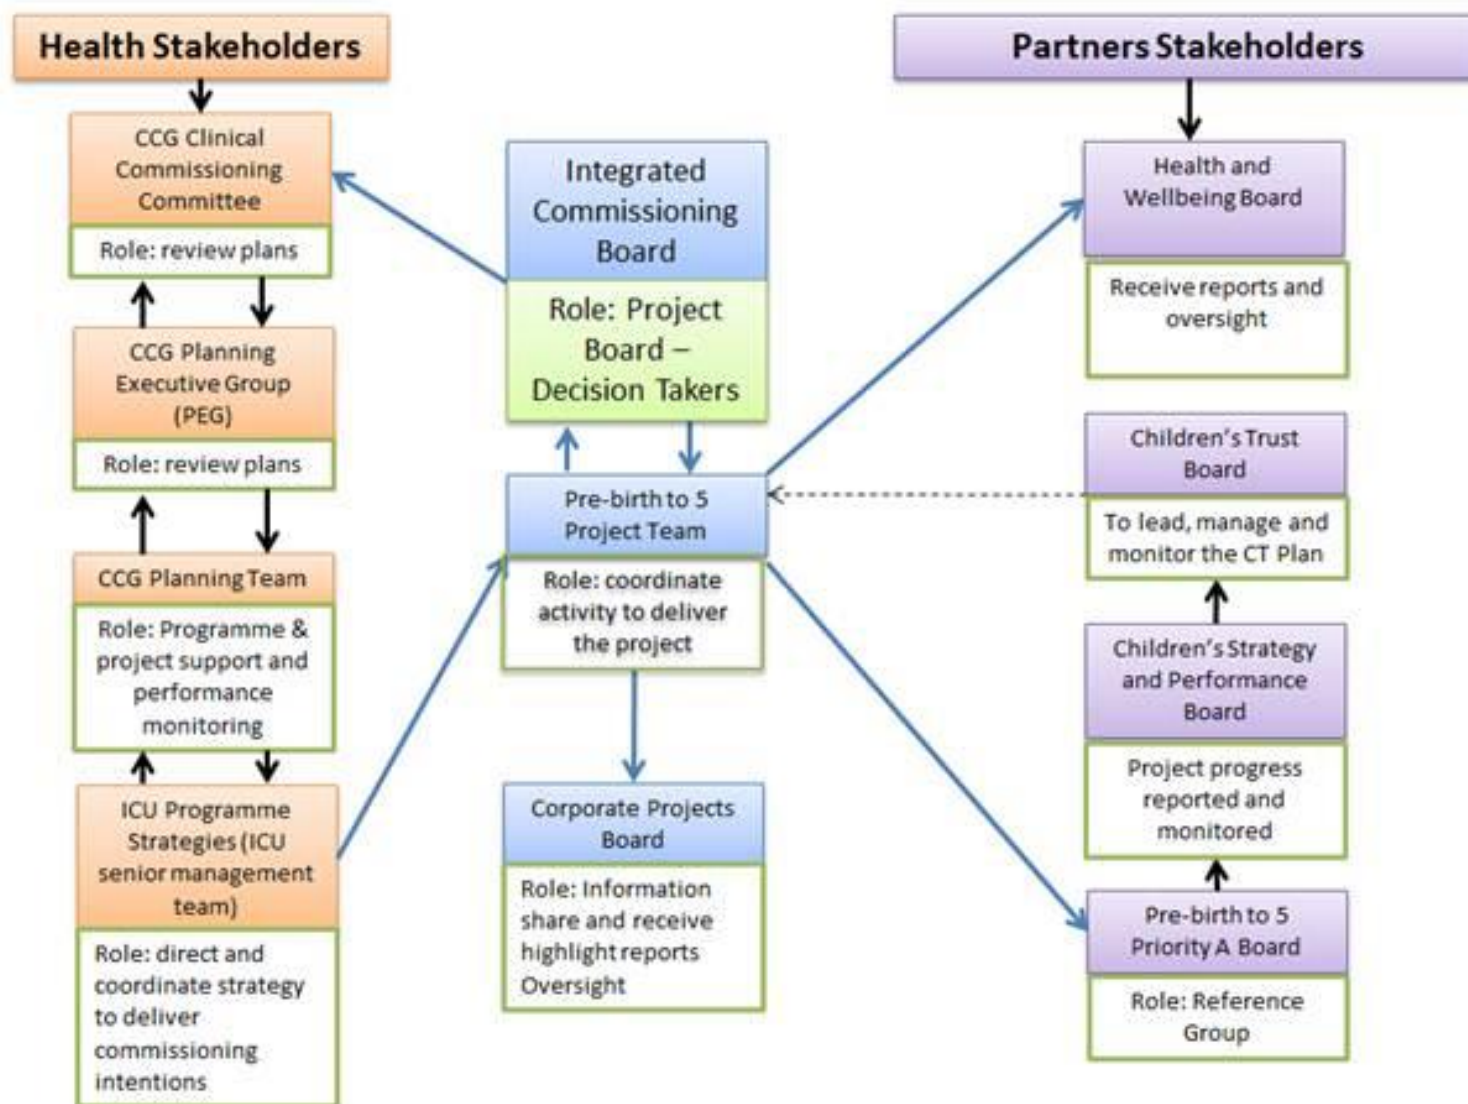 Health Stakeholders
CCG Clinical
Commissioning
Committee
Role: review plans
CCG Planning
Executive Group
(PEG)
Role: review plans
CCG Planning Team
Role: Programme &
project support and
performance
monitoring
ICU Programme
Strategies (ICU
senior management
team)
Role: direct and
coordinate strategy
to deliver
commissioning
intentions
Integrated
Commissioning
Board
Role: Project
Board –
Decision Takers
Pre-birth to 5
Project Team
Role: coordinate
activity to deliver
the project
Corporate Projects
Board
Role: Information
share and receive
highlight reports
Oversight
Partners Stakeholders
Health and
Wellbeing Board
Receive reports and
oversight
Children's Trust
Board
To lead, manage and
monitor the CT Plan
Children's Strategy
and Performance
Board
Project progress
reported and
monitored
Pre-birth to 5
Priority A Board
Role: Reference
Group